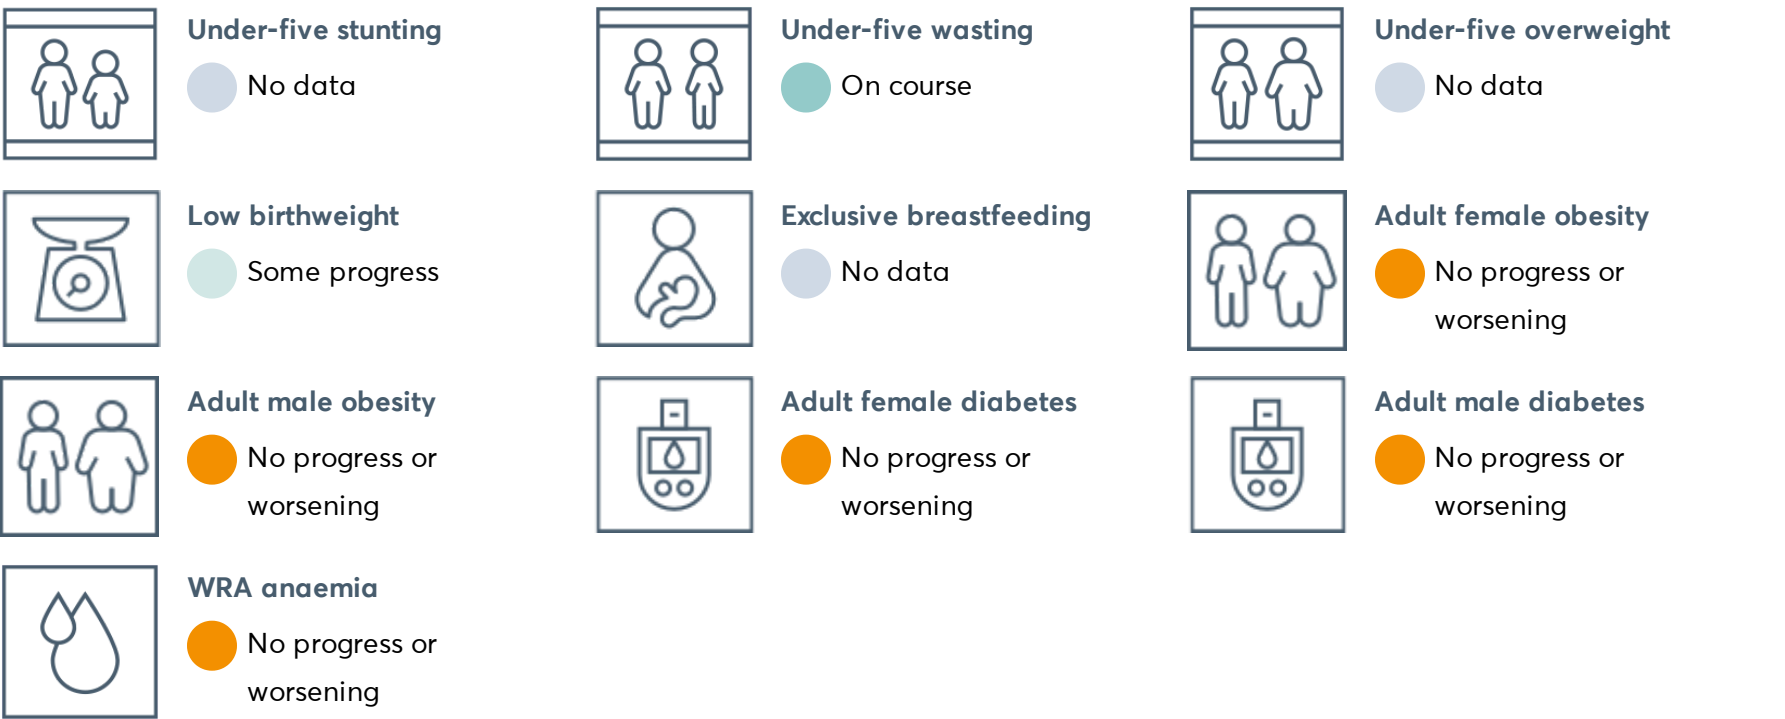 Under-five stunting
No data
Under-five wasting
On course
Under-five overweight
No data
Low birthweight
Some progress
Exclusive breastfeeding
No data
Adult female obesity
No progress or
worsening
Adult male obesity
No progress or
worsening
Adult female diabetes
No progress or
worsening
Adult male diabetes
No progress or
worsening
WRA anaemia
No progress or
worsening